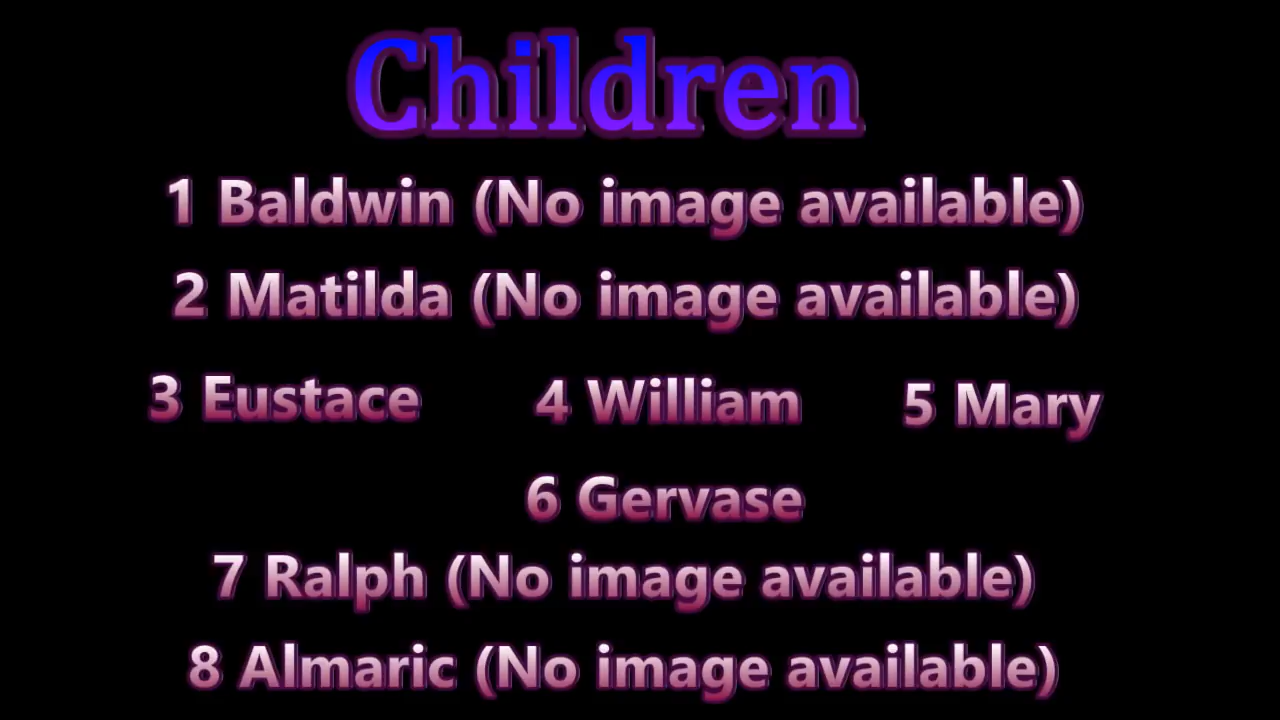 Children
1 Baldwin (No image available)
2 Matilda (No image available)
3 Eustace 4 William 5 Mary
6 Gervase
7 Ralph (No image available)
8 Almaric (No image available)